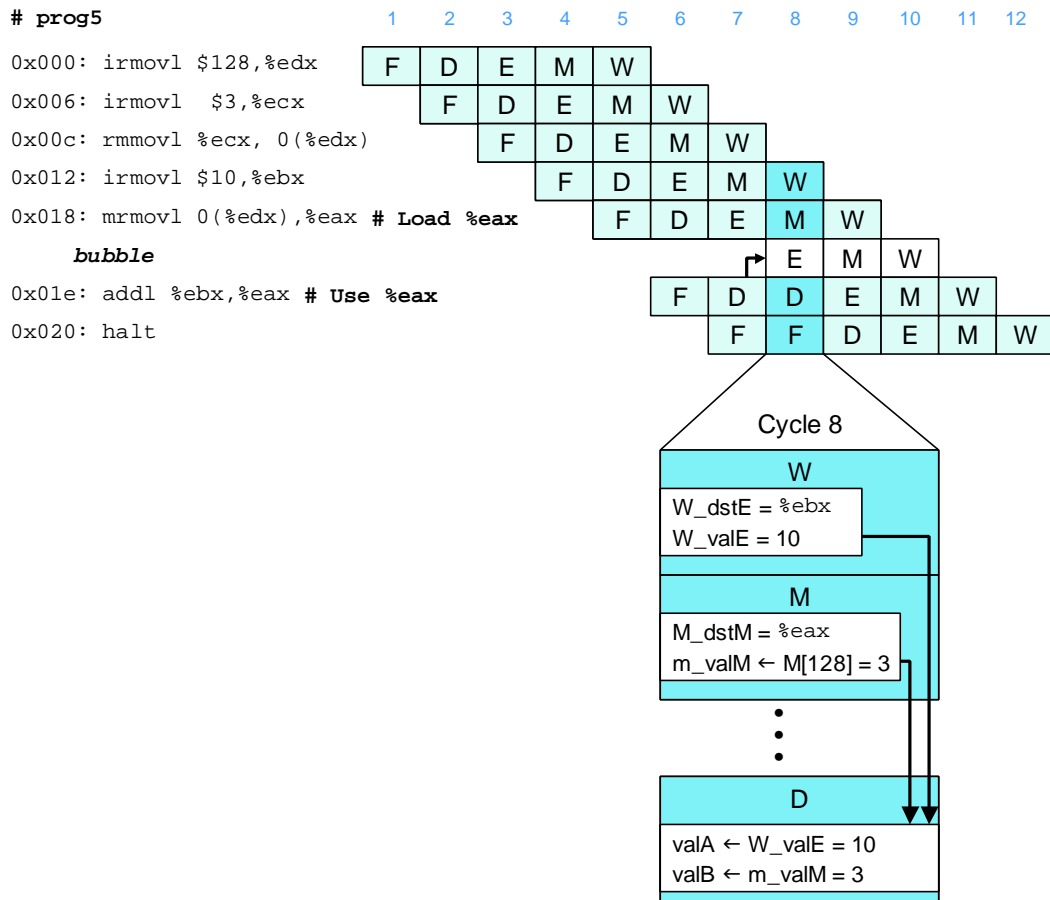 # prog5 1 2 3 4 5 6 7 8 9 10 11 12
0x000: irmovl $128,%edx F D E M W
0x006: irmovl $3,%ecx F D E M W
0x00c: rmmovl %ecx, 0(%edx) F D E M W
0x012: irmovl $10,%ebx F D E M W
0x018: mrmovl 0(%edx),%eax # Load %eax F D E M W
bubble E M W
0x01e: addl %ebx,%eax # Use %eax F D D E M W
0x020: halt F F D E M W
Cycle 8
W
W_dstE = %ebx
W_valE = 10
M
M_dstM = %eax
m_valM ← M[128] = 3
D
valA ← W_valE = 10
valB ← m_valM = 3